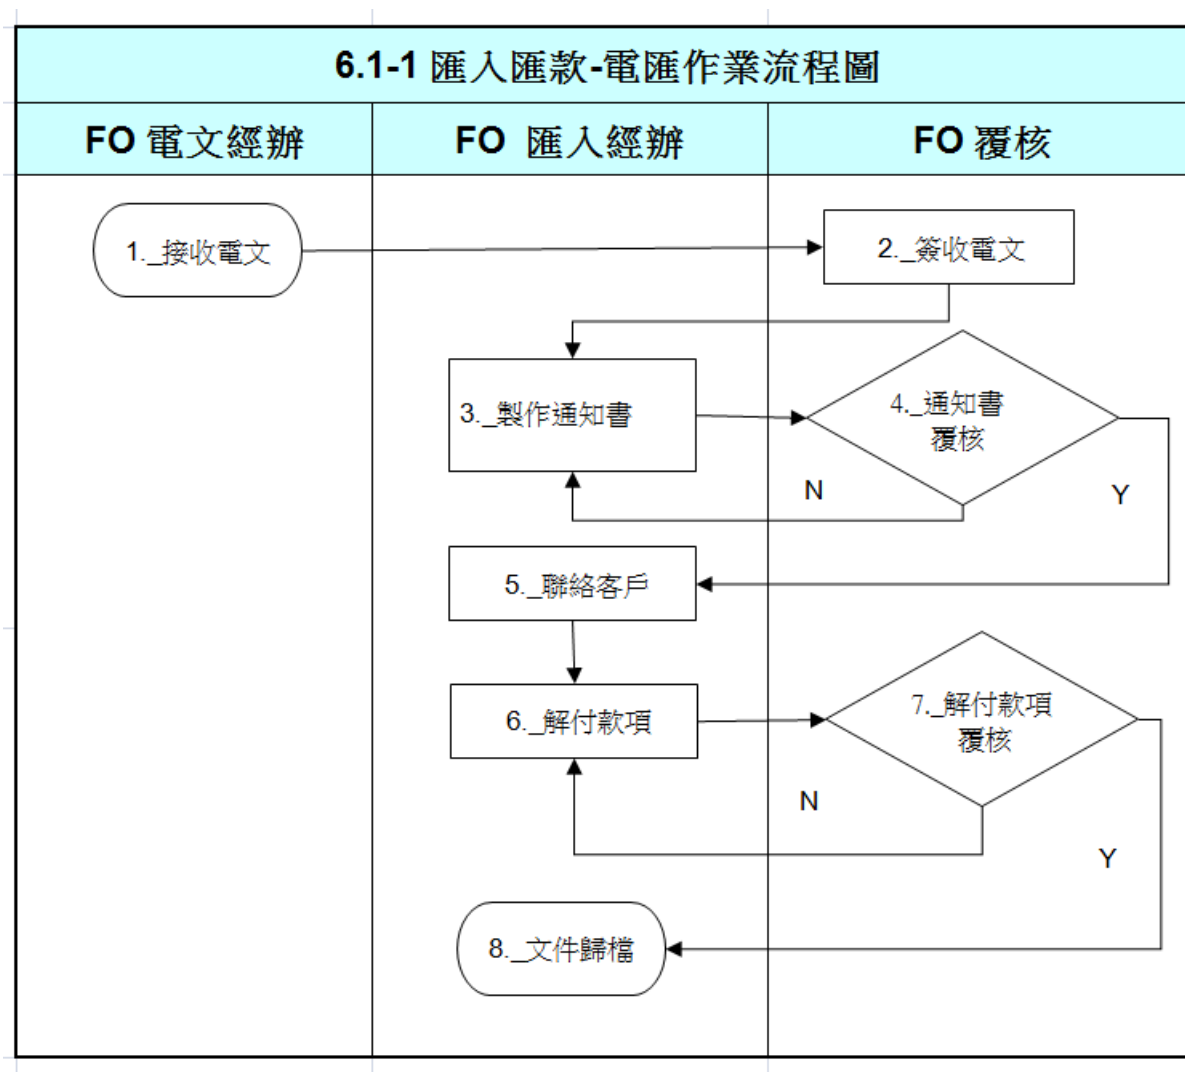 6.1-1 匯入匯款-電匯作業流程圖
FO 電文經辦
FO 匯入經辦
FO 覆核
1._接收電文
2._簽收電文
3._製作通知書
4._通知書
覆核
N
Y
5._聯絡客戶
6._解付款項
7._解付款項
覆核
N
Y
8._文件歸檔